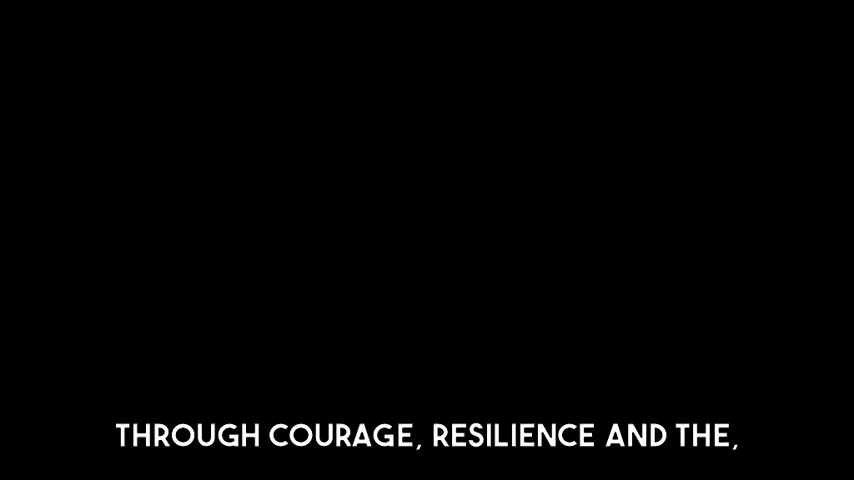 THROUGH COURAGE, RESILIENCE AND THE,